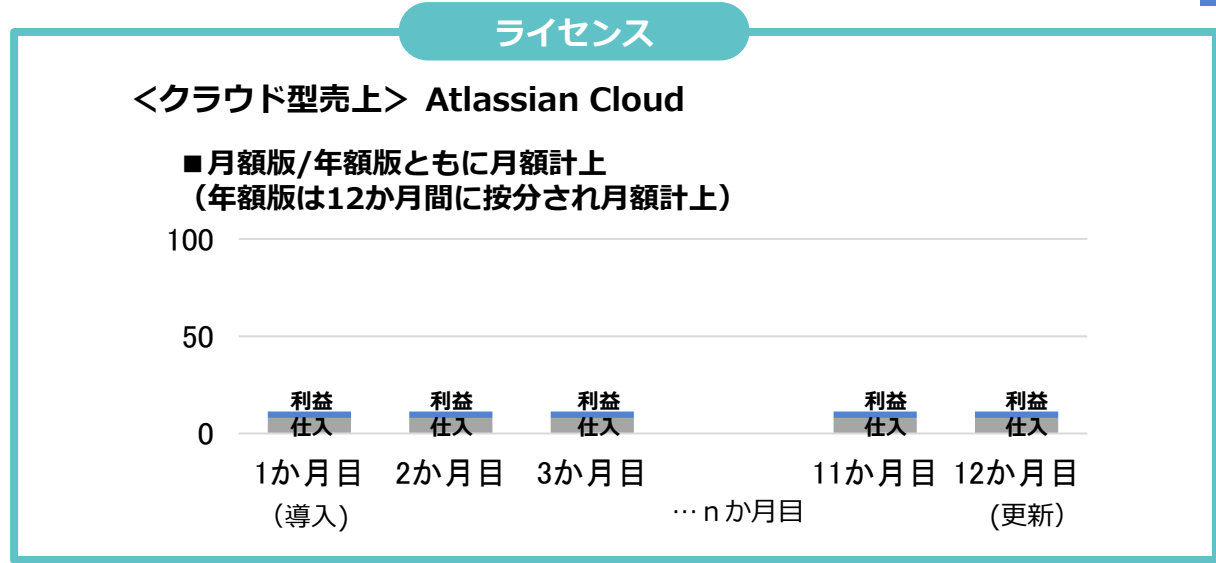 ライセンス
＜クラウド型売上＞ Atlassian Cloud
■月額版/年額版ともに月額計上
（年額版は12か月間に按分され月額計上）
100
50
0
利益 利益 利益 利益 利益
仕入 仕入 仕入 仕入 仕入
1か月目 2か月目 3か月目 11か月目 12か月目
（導入) …ｎか月目 (更新）